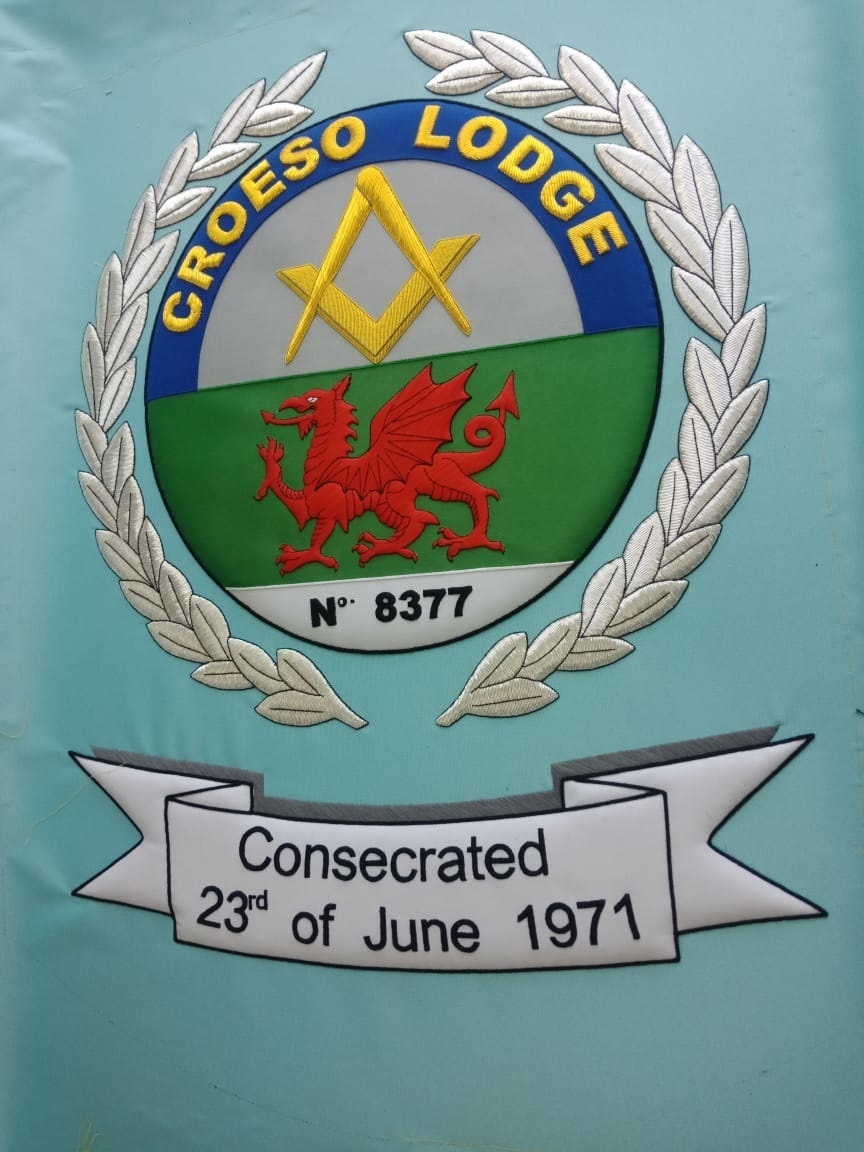 CROESO LODGE
Nº. 8377
Consecrated
23rd of June 1971